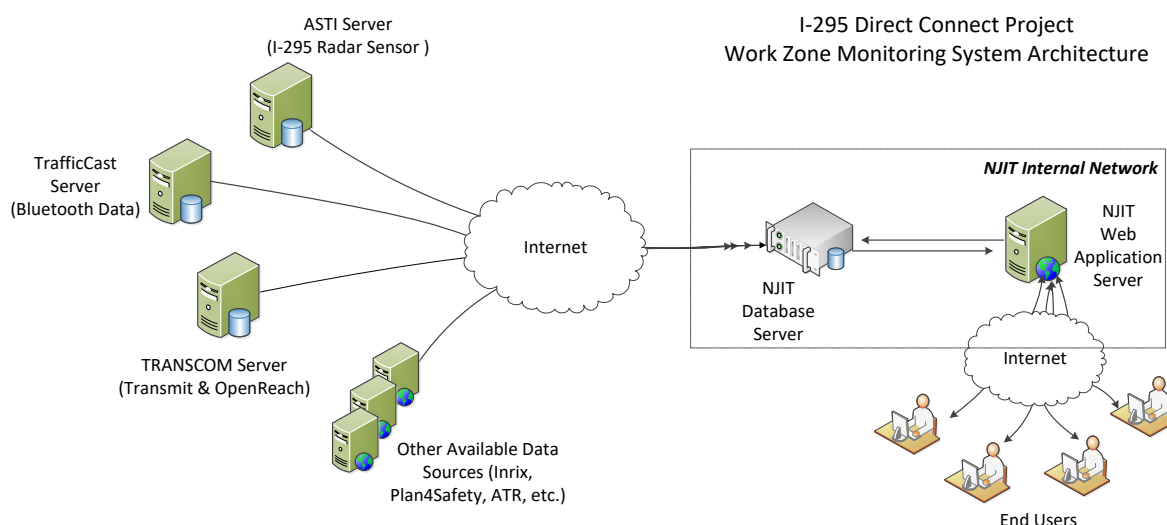 ASTI Server
(I-295 Radar Sensor )
I-295 Direct Connect Project
Work Zone Monitoring System Architecture
TrafficCast
Server
(Bluetooth Data)
NJIT Internal Network
Internet
NJIT
Database
Server
NJIT
Web
Application
Server
TRANSCOM Server
(Transmit & OpenReach)
Internet
Other Available Data
Sources (Inrix,
Plan4Safety, ATR, etc.)
End Users